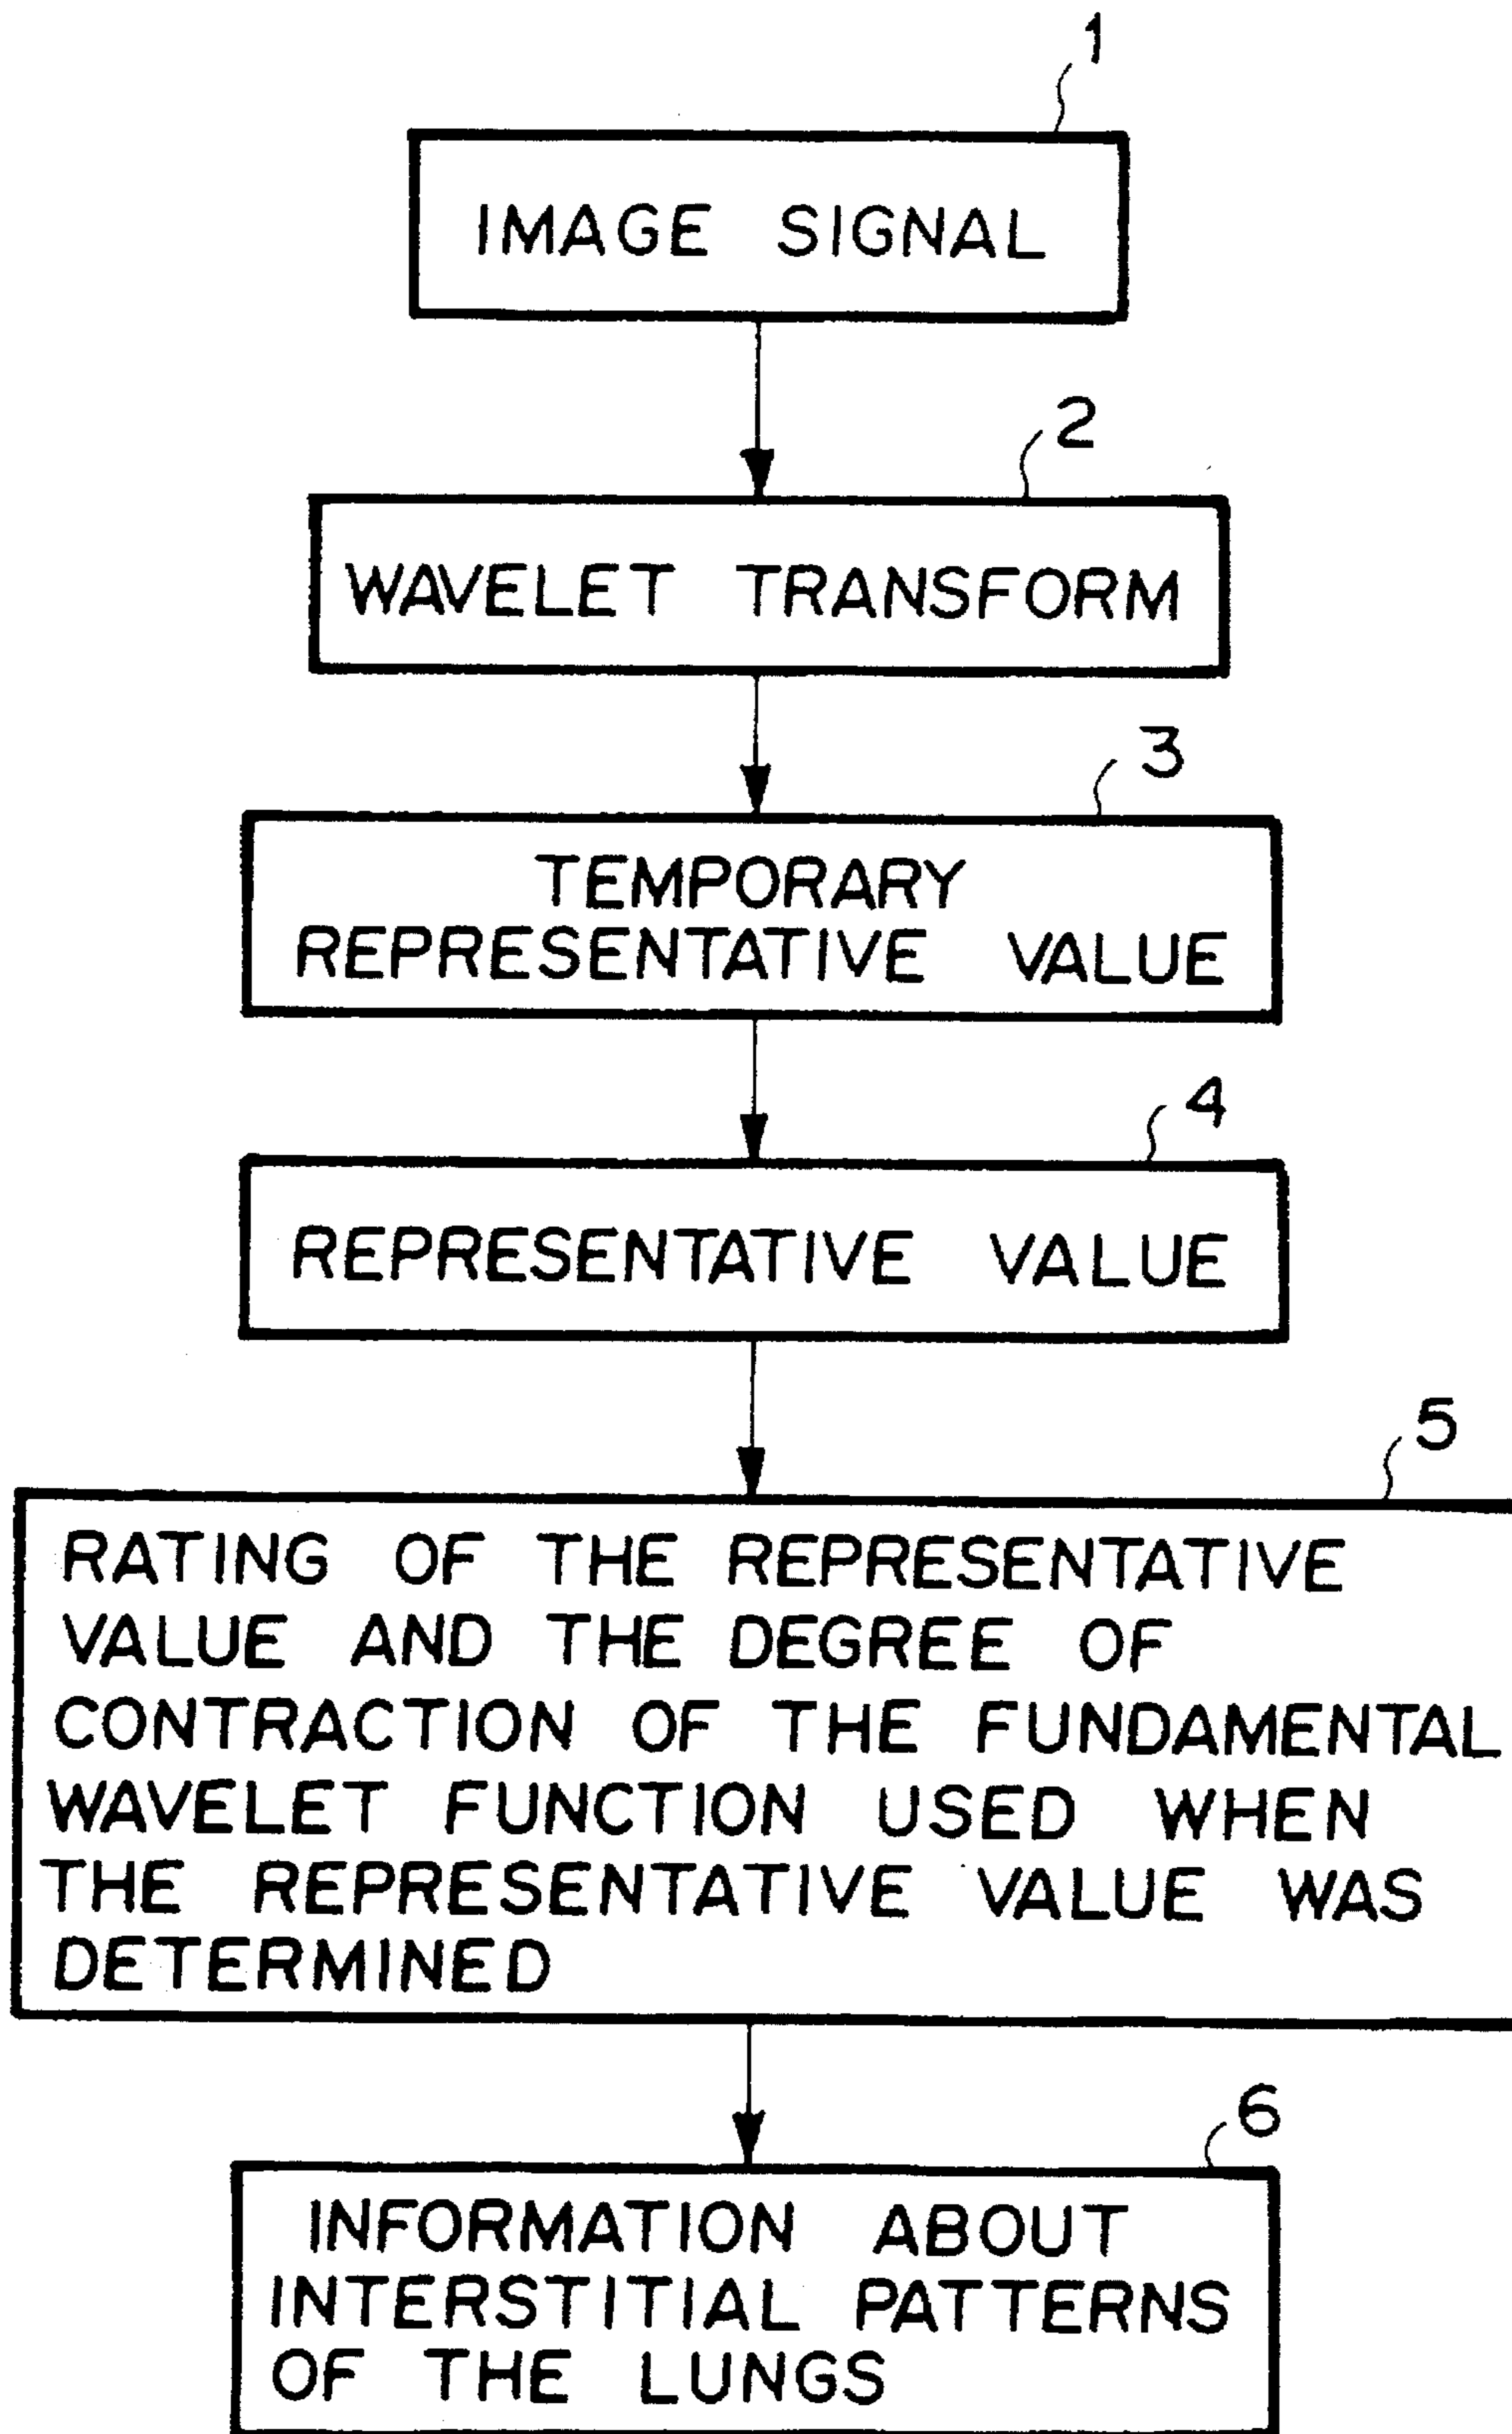 1
IMAGE SIGNAL
2
WAVELET TRANSFORM
3
TEMPORARY
REPRESENTATIVE VALUE
4
REPRESENTATIVE VALUE
5
RATING OF THE REPRESENTATIVE
VALUE AND THE DEGREE OF
CONTRACTION OF THE FUNDAMENTAL
WAVELET FUNCTION USED WHEN
THE REPRESENTATIVE VALUE WAS
DETERMINED
6
INFORMATION ABOUT
INTERSTITIAL PATTERNS
OF THE LUNGS